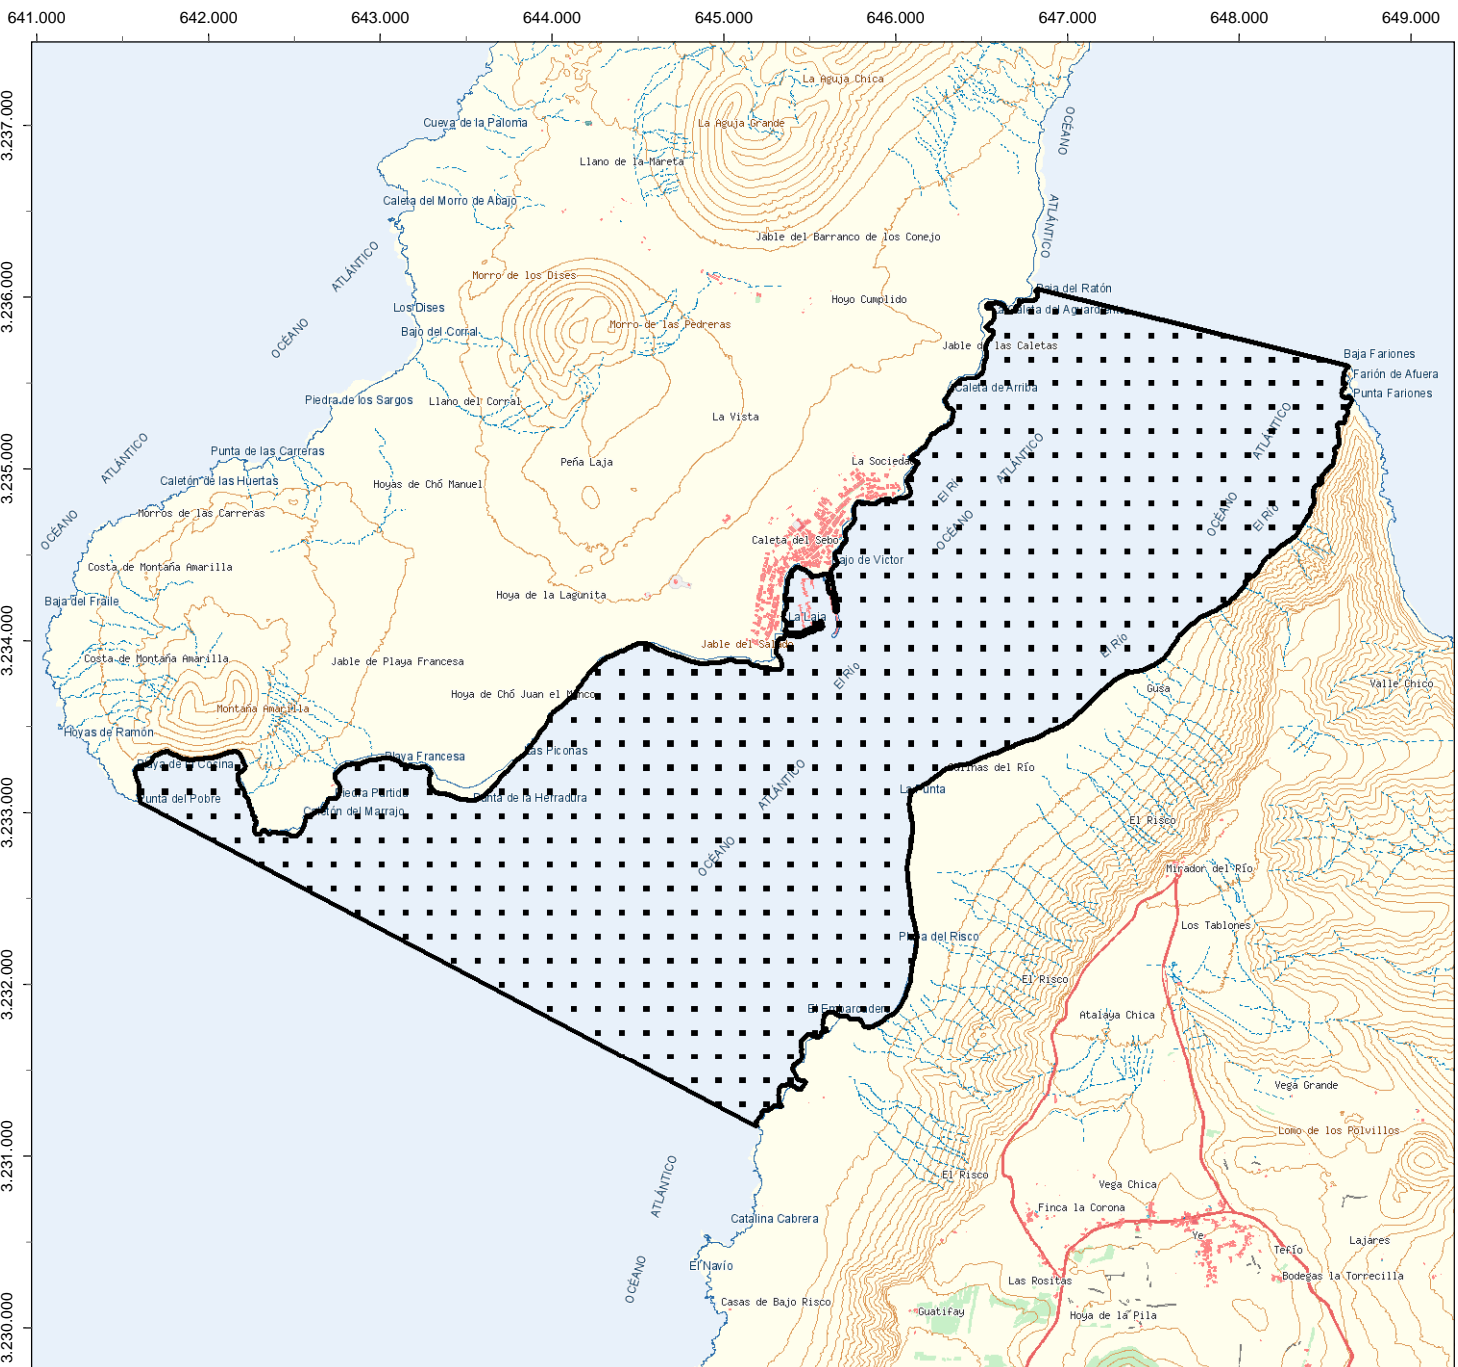 641.000 642.000 643.000 644.000 645.000 646.000 647.000 648.000 649.000
3.237.000
3.236.000
3.235.000
3.234.000
3.233.000
3.232.000
3.231.000
3.230.000
La Aguja Chica
La Aguja Grande
Cueva de la Paloma
OCÉANO
Llano de la Mareta
Caleta del Morro de Abajo
ATLÁNTICO
Jable del Barranco de los Conejo
ATLÁNTICO
Morro de los Dises
Baja del Ratón
Hoyo Cumplido
Los Dises
Caleta del Aguardiente
Morro de las Pedreras
Bajo del Corral
OCÉANO
Jable de las Caletas
Baja Fariones
Farión de Afuera
Caleta de Arriba
Punta Fariones
Piedra de los Sargos
Llano del Corral
La Vista
ATLÁNTICO
ATLÁNTICO
ATLÁNTICO
Punta de las Carreras
Peña Laja
La Sociedad
Caletón de las Huertas
Hoyas de Chó Manuel
El Río
Morros de las Carreras
OCÉANO
OCÉANO
OCÉANO
El Río
Caleta del Sebo
Bajo de Víctor
Costa de Montaña Amarilla
Hoya de la Lagunita
Baja del Fraile
La Laja
Jable del Salado
El Río
Costa de Montaña Amarilla
Jable de Playa Francesa
El Río
Valle Chico
Gusa
Hoya de Chó Juan el Manco
Montaña Amarilla
Hoyas de Ramón
Las Piconas
Playa Francesa
Playa de la Cocina
Salinas del Río
ATLÁNTICO
La Punta
Piedra Partida
Punta del Pobre
Punta de la Herradura
Caletón del Marrajo
El Risco
OCÉANO
Mirador del Río
Los Tablones
Playa del Risco
El Risco
El Embarcadero
Atalaya Chica
Vega Grande
Lomo de los Polvillos
El Risco
ATLÁNTICO
Vega Chica
Finca la Corona
Catalina Cabrera
Ye
Tefío
Lajares
El Navío
OCÉANO
Las Rositas
Bodegas la Torrecilla
Casas de Bajo Risco
Guatifay
Hoya de la Pila